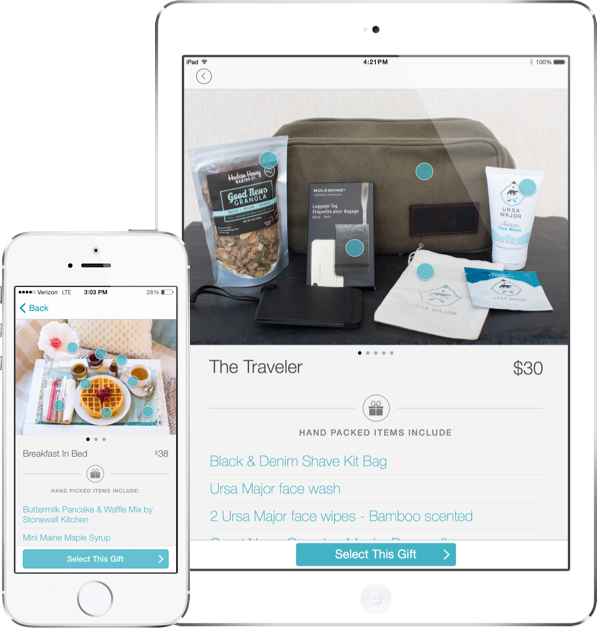 iPad
4:21 PM
100%
Hudson Henry
BAKING CO.
Good News
GRANOLA
MOLESKINE
Luggage Tag
Etiquette pour Bagage
URSA
MAJOR
Face Wash
URSA MAJOR
The Traveler
$30
HAND PACKED ITEMS INCLUDE
Black & Denim Shave Kit Bag
Ursa Major face wash
2 Ursa Major face wipes - Bamboo scented
Select This Gift
Verizon LTE
3:03 PM
28%
Back
Breakfast In Bed
$38
HAND PACKED ITEMS INCLUDE:
Buttermilk Pancake & Waffle Mix by
Stonewall Kitchen
Mini Maine Maple Syrup
Select This Gift